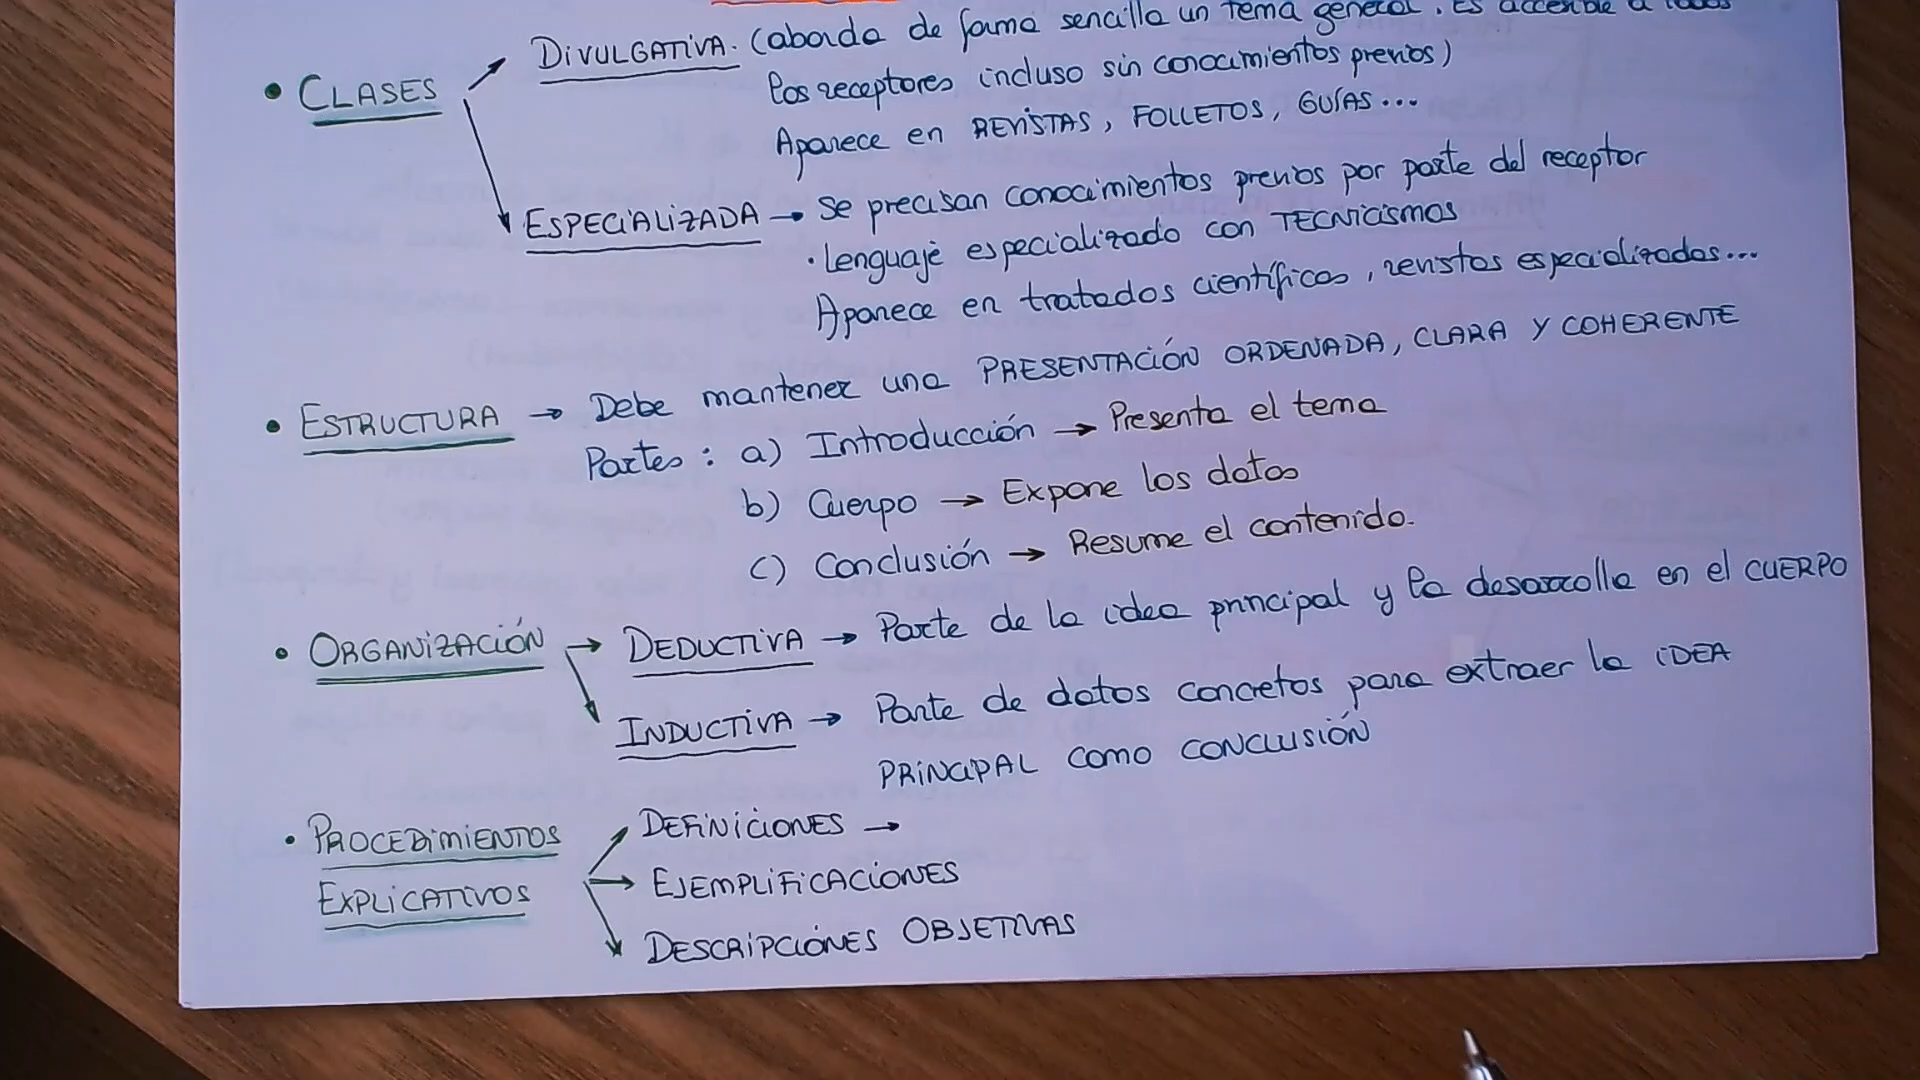 • CLASES
DIVULGATIVA. (aborda de forma sencilla un tema general. Es accesible a todos
los receptores incluso sin conocimientos previos)
Aparece en REVISTAS, FOLLETOS, GUÍAS...
ESPECIALIZADA → Se precisan conocimientos previos por parte del receptor
• Lenguaje especializado con TECNICISMOS
Aparece en tratados científicos, revistas especializadas...
• ESTRUCTURA → Debe mantener una PRESENTACIÓN ORDENADA, CLARA Y COHERENTE
Partes: a) Introducción → Presenta el tema
b) Cuerpo → Expone los datos
c) Conclusión → Resume el contenido.
• ORGANIZACIÓN → DEDUCTIVA → Parte de la idea principal y la desarrolla en el CUERPO
INDUCTIVA → Parte de datos concretos para extraer la IDEA
PRINCIPAL como CONCLUSIÓN
• PROCEDIMIENTOS
EXPLICATIVOS
DEFINICIONES →
→ EJEMPLIFICACIONES
DESCRIPCIONES OBJETIVAS